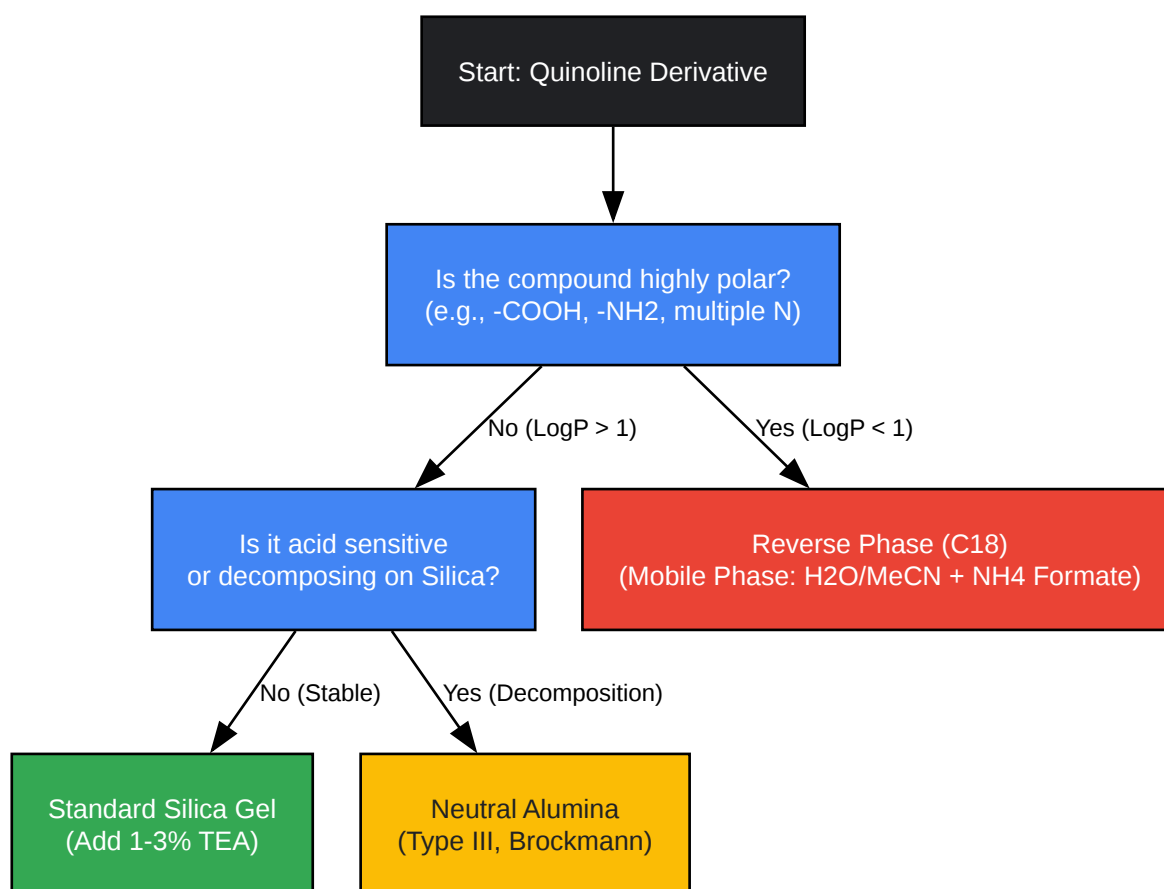 Start: Quinoline Derivative
Is the compound highly polar?
(e.g., -COOH, -NH2, multiple N)
No (LogP > 1)
Yes (LogP < 1)
Is it acid sensitive
or decomposing on Silica?
Reverse Phase (C18)
(Mobile Phase: H2O/MeCN + NH4 Formate)
No (Stable)
Yes (Decomposition)
Standard Silica Gel
(Add 1-3% TEA)
Neutral Alumina
(Type III, Brockmann)